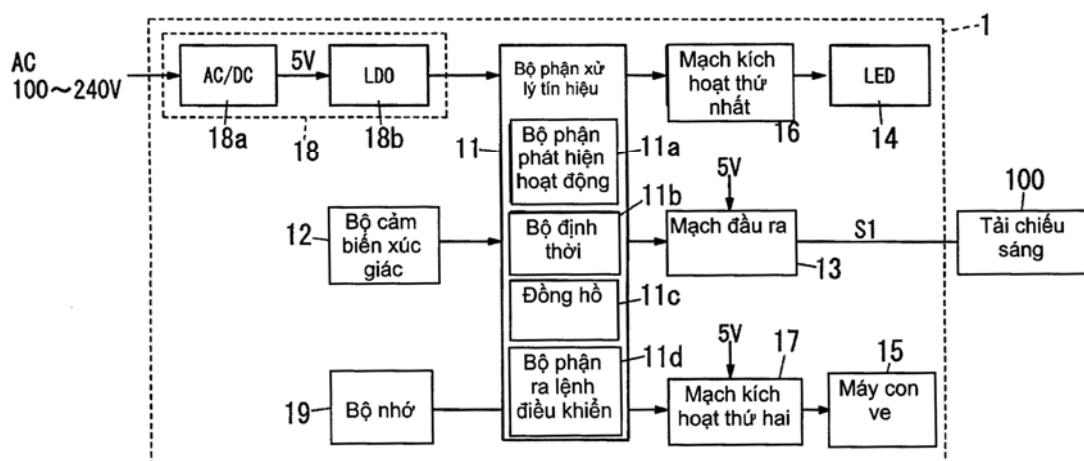 1
AC
100～240V
AC/DC
5V
LDO
18a
18b
18
Bộ phận xử
lý tín hiệu
11
Bộ phận
phát hiện
hoạt động
11a
Bộ định
thời
11b
Đồng hồ
11c
Bộ phận
ra lệnh
điều khiển
11d
Mạch kích
hoạt thứ
nhất
16
LED
14
12
Bộ cảm
biến xúc
giác
5V
Mạch đầu ra
13
S1
100
Tải chiếu
sáng
19
Bộ nhớ
5V
17
Mạch kích
hoạt thứ hai
15
Máy con
ve